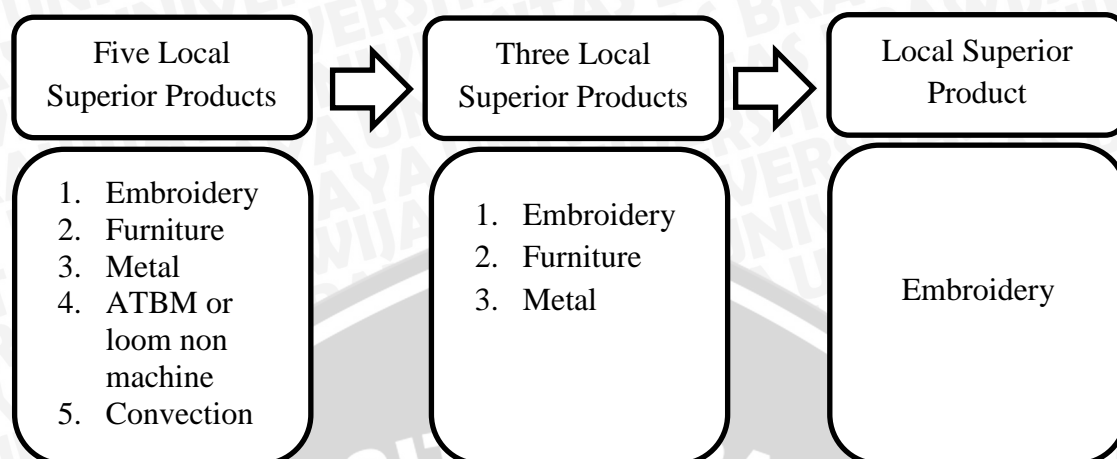 Five Local
Superior Products
Three Local
Superior Products
Local Superior
Product
1. Embroidery
2. Furniture
3. Metal
4. ATBM or
loom non
machine
5. Convection
1. Embroidery
2. Furniture
3. Metal
Embroidery